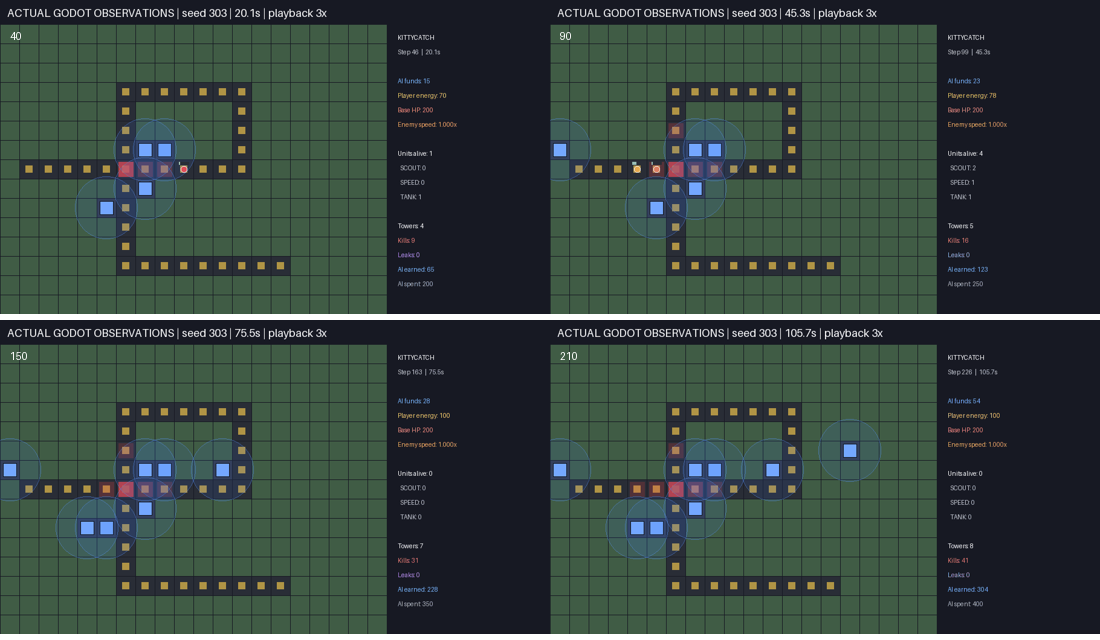 ACTUAL GODOT OBSERVATIONS | seed 303 | 20.1s | playback 3x
40
KITTYCATCH
Step 46 | 20.1s
AI funds: 15
Player energy: 70
Base HP: 200
Enemy speed: 1.000x
Units alive: 1
SCOUT: 0
SPEED: 0
TANK: 1
Towers: 4
Kills: 9
Leaks: 0
AI earned: 65
AI spent: 200
ACTUAL GODOT OBSERVATIONS | seed 303 | 45.3s | playback 3x
90
KITTYCATCH
Step 99 | 45.3s
AI funds: 23
Player energy: 78
Base HP: 200
Enemy speed: 1.000x
Units alive: 4
SCOUT: 2
SPEED: 1
TANK: 1
Towers: 5
Kills: 16
Leaks: 0
AI earned: 123
AI spent: 250
ACTUAL GODOT OBSERVATIONS | seed 303 | 75.5s | playback 3x
150
KITTYCATCH
Step 163 | 75.5s
AI funds: 28
Player energy: 100
Base HP: 200
Enemy speed: 1.000x
Units alive: 0
SCOUT: 0
SPEED: 0
TANK: 0
Towers: 7
Kills: 31
Leaks: 0
AI earned: 228
AI spent: 350
ACTUAL GODOT OBSERVATIONS | seed 303 | 105.7s | playback 3x
210
KITTYCATCH
Step 226 | 105.7s
AI funds: 54
Player energy: 100
Base HP: 200
Enemy speed: 1.000x
Units alive: 0
SCOUT: 0
SPEED: 0
TANK: 0
Towers: 8
Kills: 41
Leaks: 0
AI earned: 304
AI spent: 400